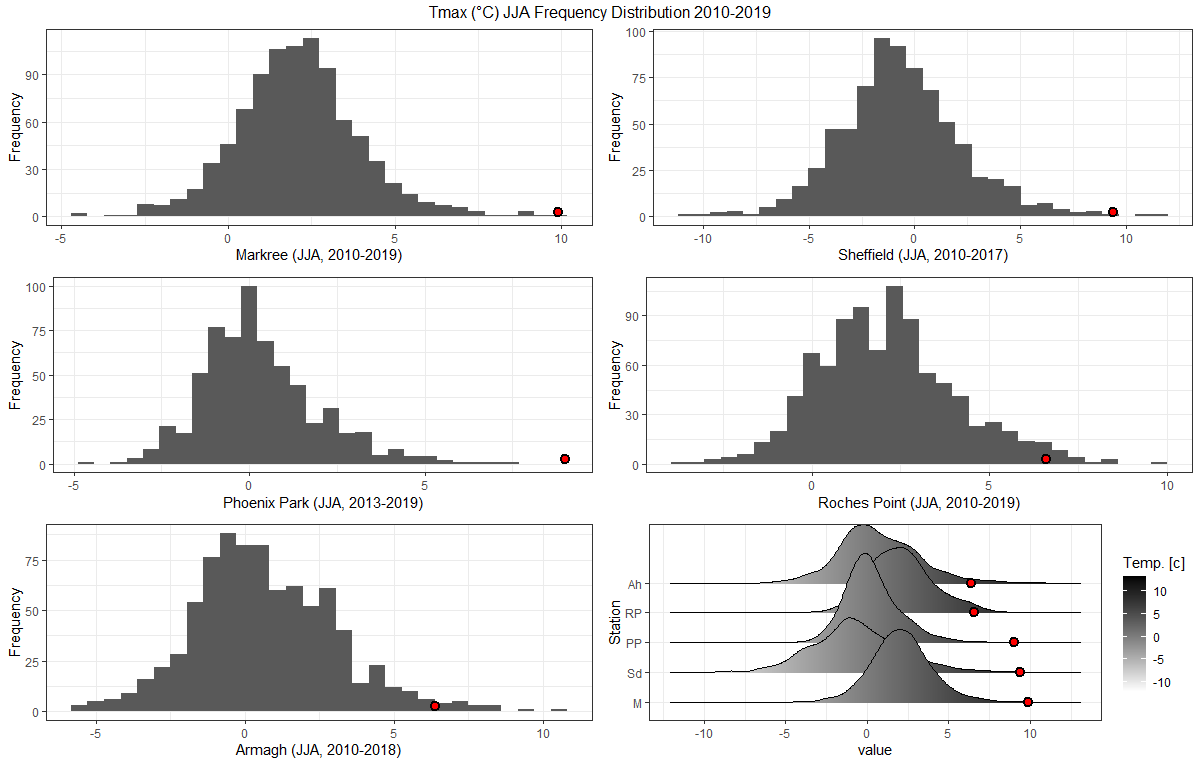 Tmax (°C) JJA Frequency Distribution 2010-2019
Frequency
90
60
30
0
-5 0 5 10
Markree (JJA, 2010-2019)
Frequency
100
75
50
25
0
-10 -5 0 5 10
Sheffield (JJA, 2010-2017)
Frequency
100
75
50
25
0
-5 0 5
Phoenix Park (JJA, 2013-2019)
Frequency
90
60
30
0
0 5 10
Roches Point (JJA, 2010-2019)
Frequency
75
50
25
0
-5 0 5 10
Armagh (JJA, 2010-2018)
Station
Ah
RP
PP
Sd
M
-10 -5 0 5 10
value
Temp. [c]
10
5
0
-5
-10